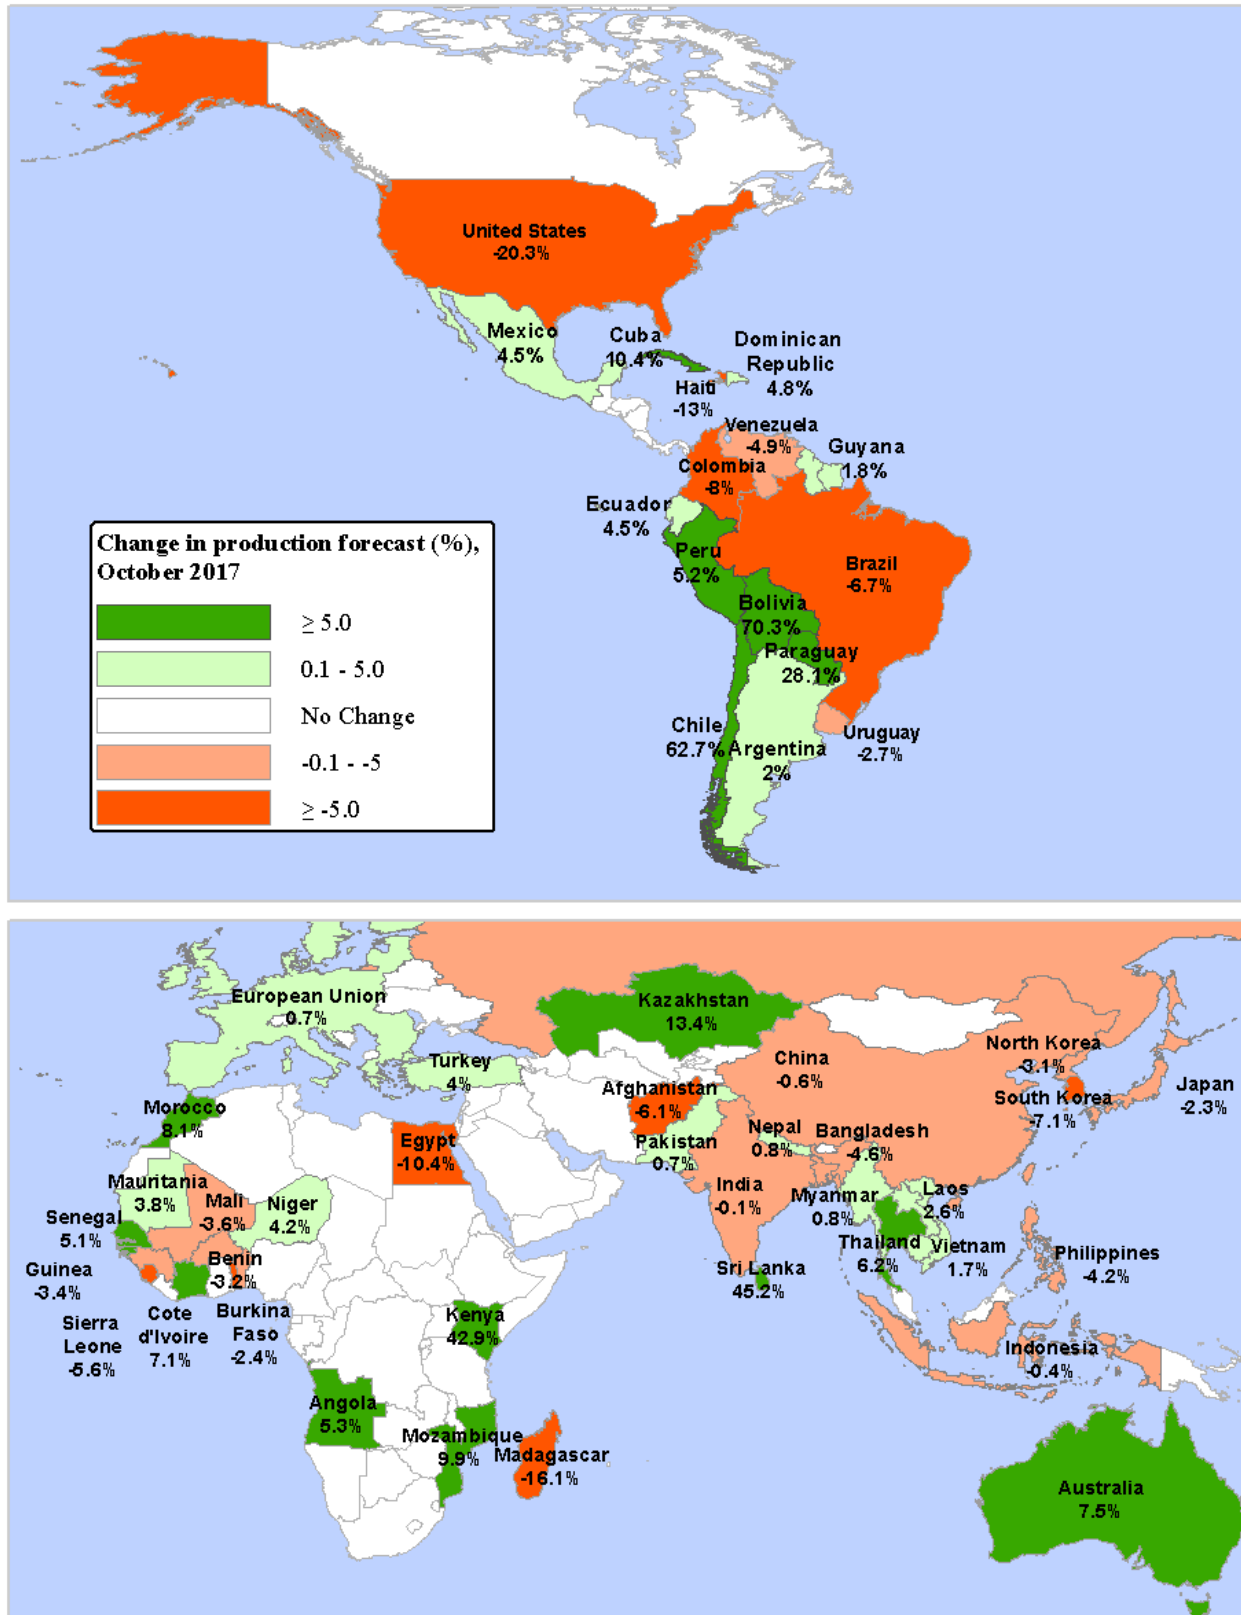 United States
-20.3%
Mexico
4.5%
Cuba
10.4%
Dominican
Republic
4.8%
Haiti
-13%
Venezuela
-4.9%
Guyana
1.8%
Colombia
-8%
Ecuador
4.5%
Peru
5.2%
Brazil
-6.7%
Bolivia
70.3%
Paraguay
28.1%
Chile
62.7%
Argentina
2%
Uruguay
-2.7%
Change in production forecast (%),
October 2017
≥ 5.0
0.1 - 5.0
No Change
-0.1 - -5
≥ -5.0
European Union
0.7%
Kazakhstan
13.4%
Turkey
4%
China
-0.6%
North Korea
-3.1%
Japan
-2.3%
South Korea
-7.1%
Afghanistan
-6.1%
Morocco
8.1%
Egypt
-10.4%
Pakistan
0.7%
Nepal
0.8%
Bangladesh
-4.6%
Mauritania
3.8%
Mali
-3.6%
Niger
4.2%
India
-0.1%
Myanmar
0.8%
Laos
2.6%
Senegal
5.1%
Thailand
6.2%
Vietnam
1.7%
Philippines
-4.2%
Benin
-3.2%
Guinea
-3.4%
Sri Lanka
45.2%
Sierra
Leone
-5.6%
Cote
d'Ivoire
7.1%
Burkina
Faso
-2.4%
Kenya
42.9%
Indonesia
-0.4%
Angola
5.3%
Mozambique
9.9%
Madagascar
-16.1%
Australia
7.5%